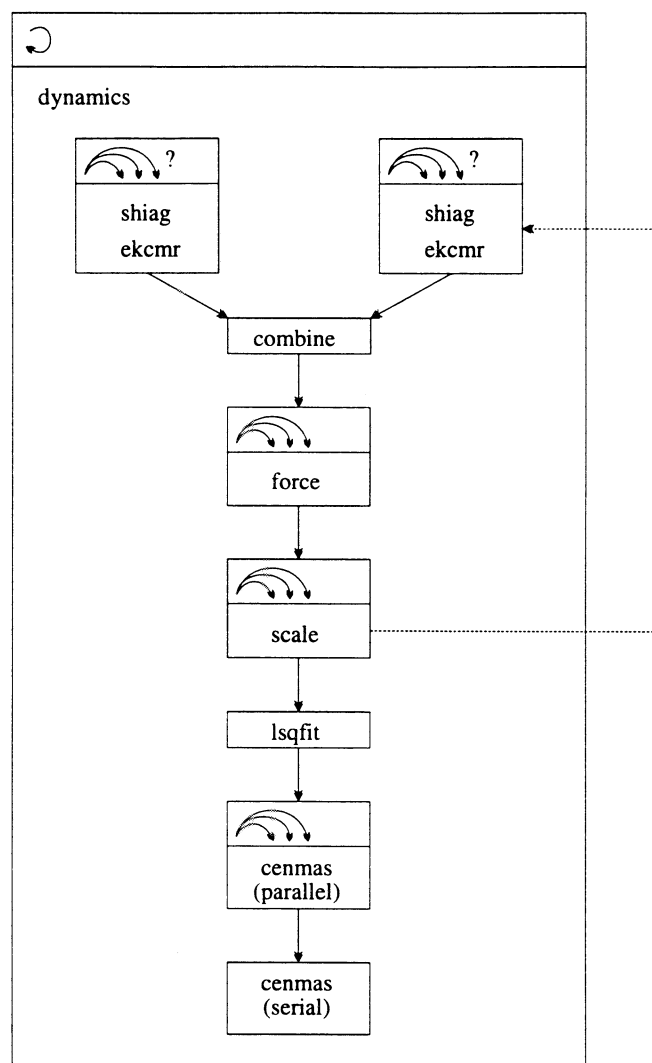 dynamics
?
shiag
ekcmr
?
shiag
ekcmr
combine
force
scale
lsqfit
cenmas
(parallel)
cenmas
(serial)